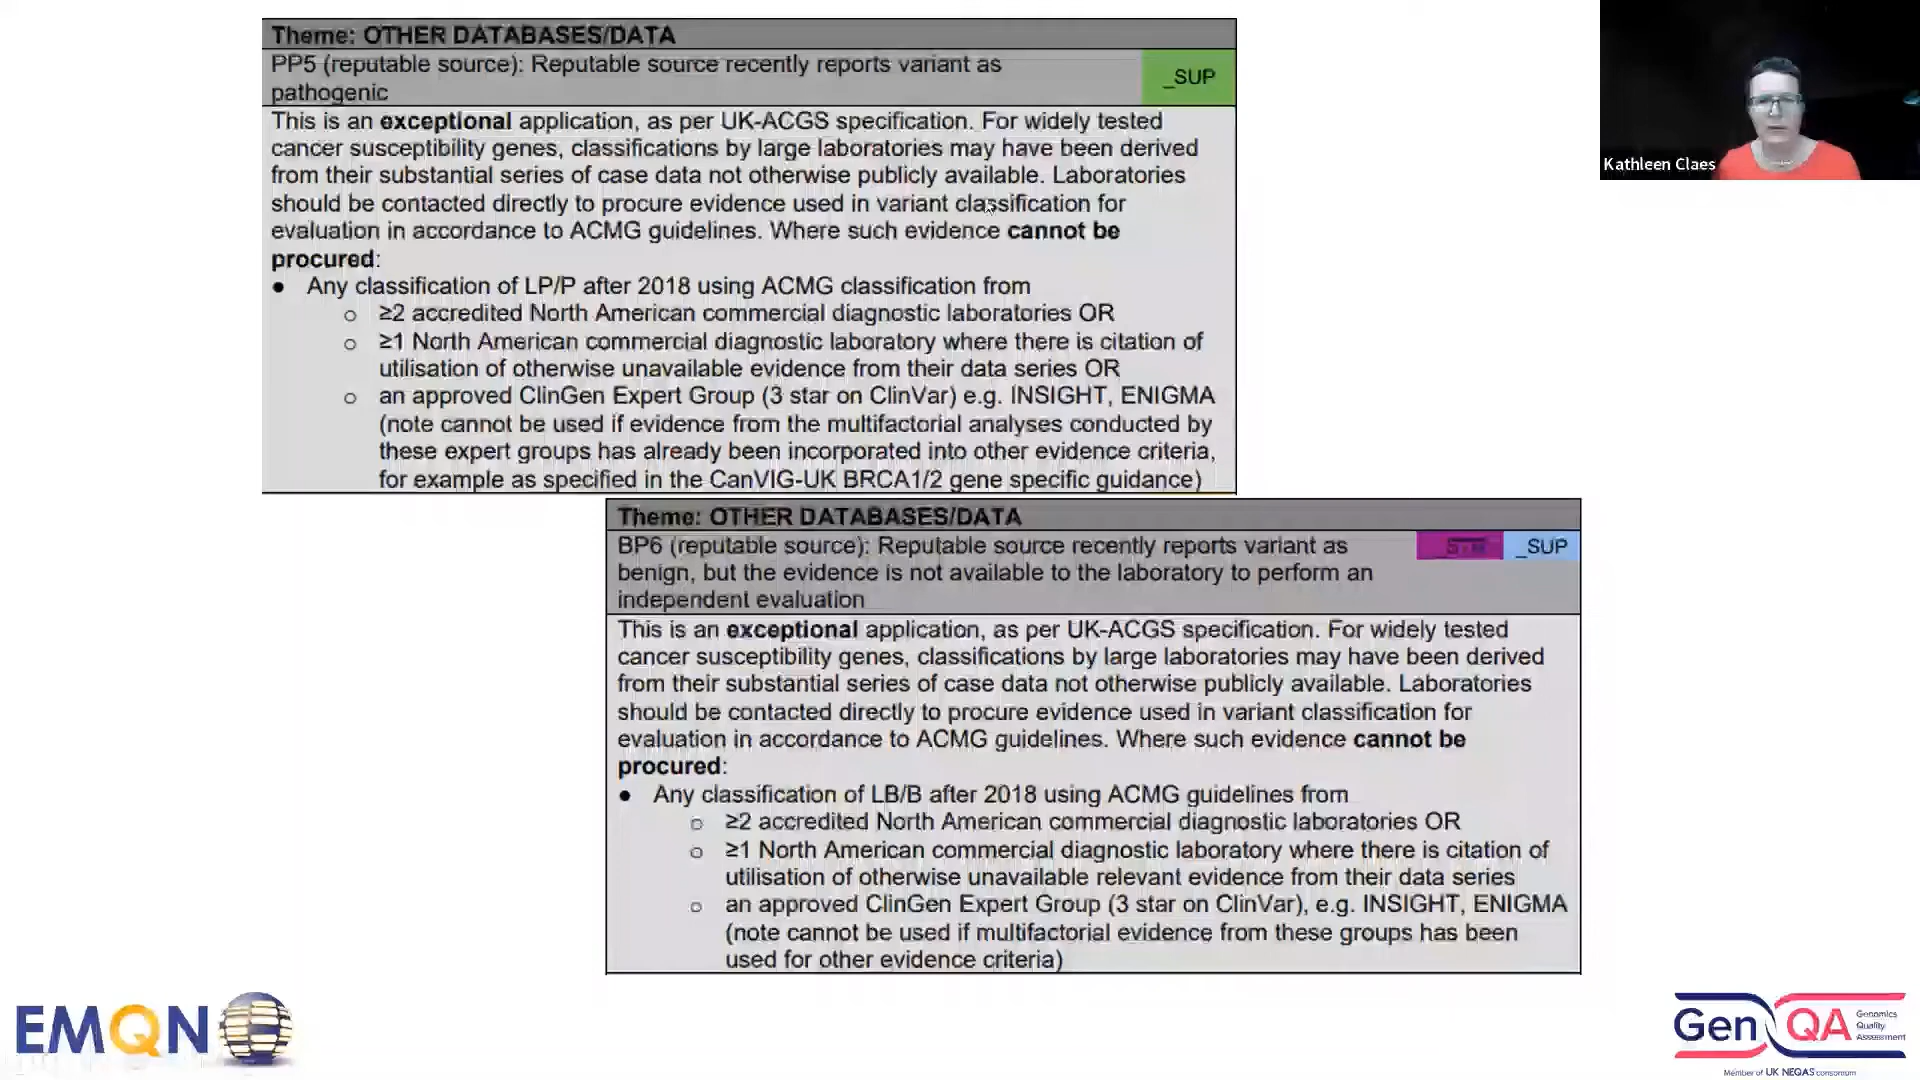 Theme: OTHER DATABASES/DATA
PP5 (reputable source): Reputable source recently reports variant as
pathogenic
_SUP
This is an exceptional application, as per UK-ACGS specification. For widely tested
cancer susceptibility genes, classifications by large laboratories may have been derived
from their substantial series of case data not otherwise publicly available. Laboratories
should be contacted directly to procure evidence used in variant classification for
evaluation in accordance to ACMG guidelines. Where such evidence cannot be
procured:
● Any classification of LP/P after 2018 using ACMG classification from
o ≥2 accredited North American commercial diagnostic laboratories OR
o ≥1 North American commercial diagnostic laboratory where there is citation of
utilisation of otherwise unavailable evidence from their data series OR
o an approved ClinGen Expert Group (3 star on ClinVar) e.g. INSIGHT, ENIGMA
(note cannot be used if evidence from the multifactorial analyses conducted by
these expert groups has already been incorporated into other evidence criteria,
for example as specified in the CanVIG-UK BRCA1/2 gene specific guidance)
Kathleen Claes
Theme: OTHER DATABASES/DATA
BP6 (reputable source): Reputable source recently reports variant as
benign, but the evidence is not available to the laboratory to perform an
independent evaluation
_SUP
This is an exceptional application, as per UK-ACGS specification. For widely tested
cancer susceptibility genes, classifications by large laboratories may have been derived
from their substantial series of case data not otherwise publicly available. Laboratories
should be contacted directly to procure evidence used in variant classification for
evaluation in accordance to ACMG guidelines. Where such evidence cannot be
procured:
● Any classification of LB/B after 2018 using ACMG guidelines from
o ≥2 accredited North American commercial diagnostic laboratories OR
o ≥1 North American commercial diagnostic laboratory where there is citation of
utilisation of otherwise unavailable relevant evidence from their data series
o an approved ClinGen Expert Group (3 star on ClinVar), e.g. INSIGHT, ENIGMA
(note cannot be used if multifactorial evidence from these groups has been
used for other evidence criteria)
EMQN
Gen QA
Genomics
Quality
Assessment
Member of UK NEQAS consortium